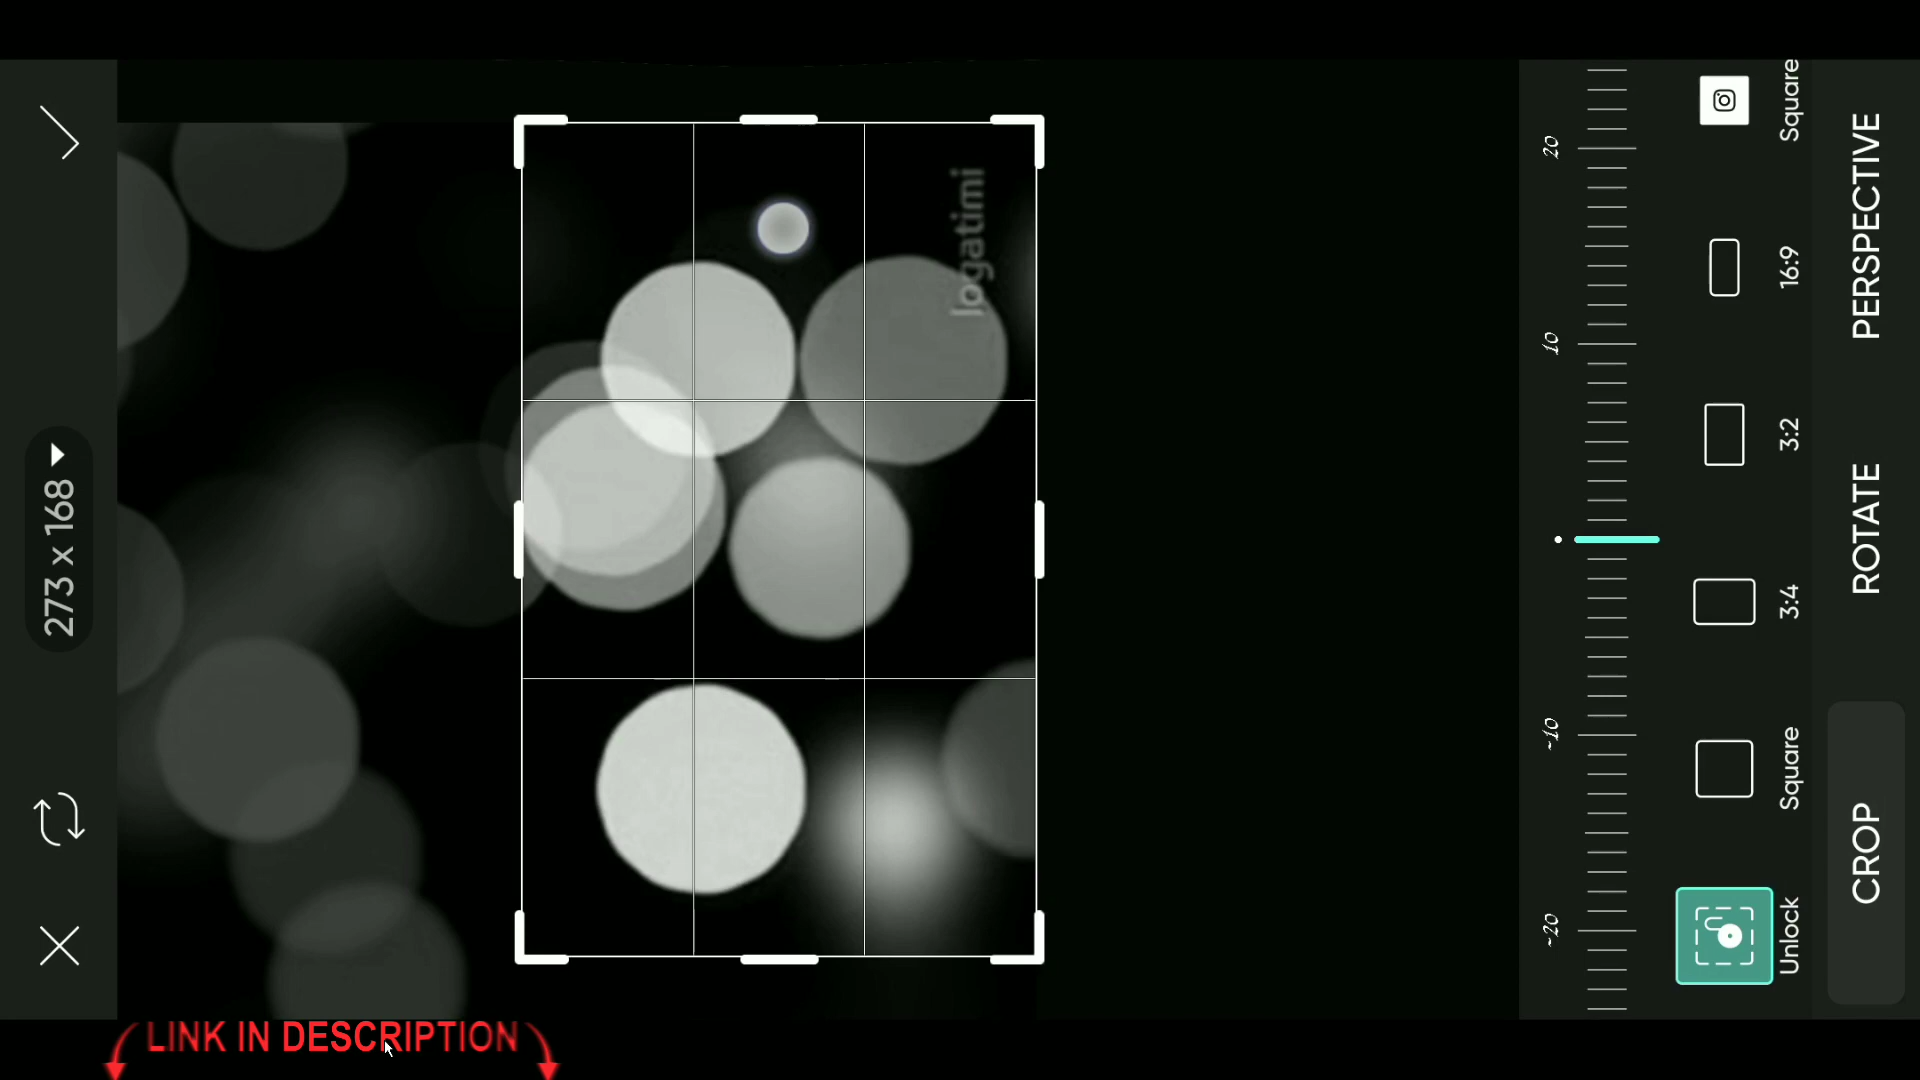 273 x 168
logatimi
20
10
-10
-20
Square
16:9
3:2
3:4
Square
Unlock
PERSPECTIVE
ROTATE
CROP
LINK IN DESCRIPTION